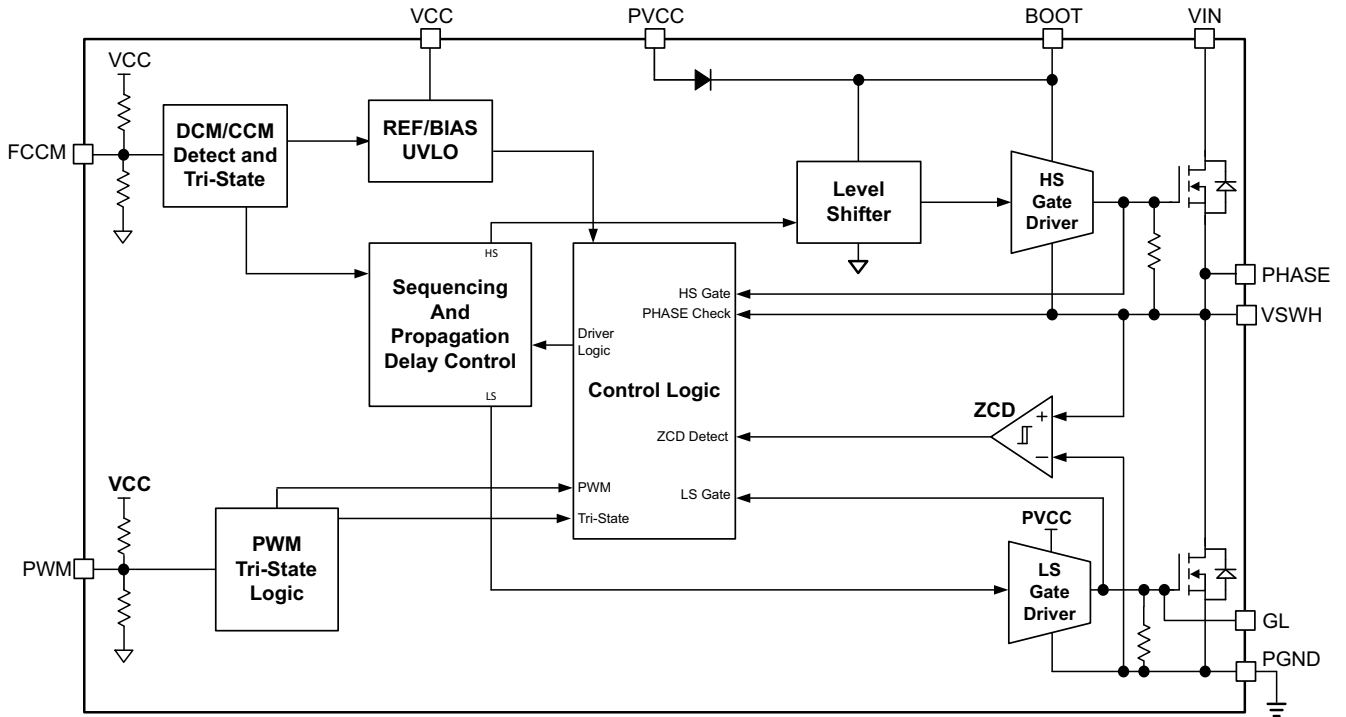 VCC
PVCC
BOOT
VIN
VCC
FCCM
DCM/CCM
Detect and
Tri-State
REF/BIAS
UVLO
Level
Shifter
HS
Gate
Driver
HS
Sequencing
And
Propagation
Delay Control
LS
HS Gate
PHASE Check
Driver
Logic
Control Logic
ZCD Detect
PWM
LS Gate
Tri-State
PHASE
VSWH
ZCD
+
−
VCC
PWM
PWM
Tri-State
Logic
PVCC
LS
Gate
Driver
GL
PGND